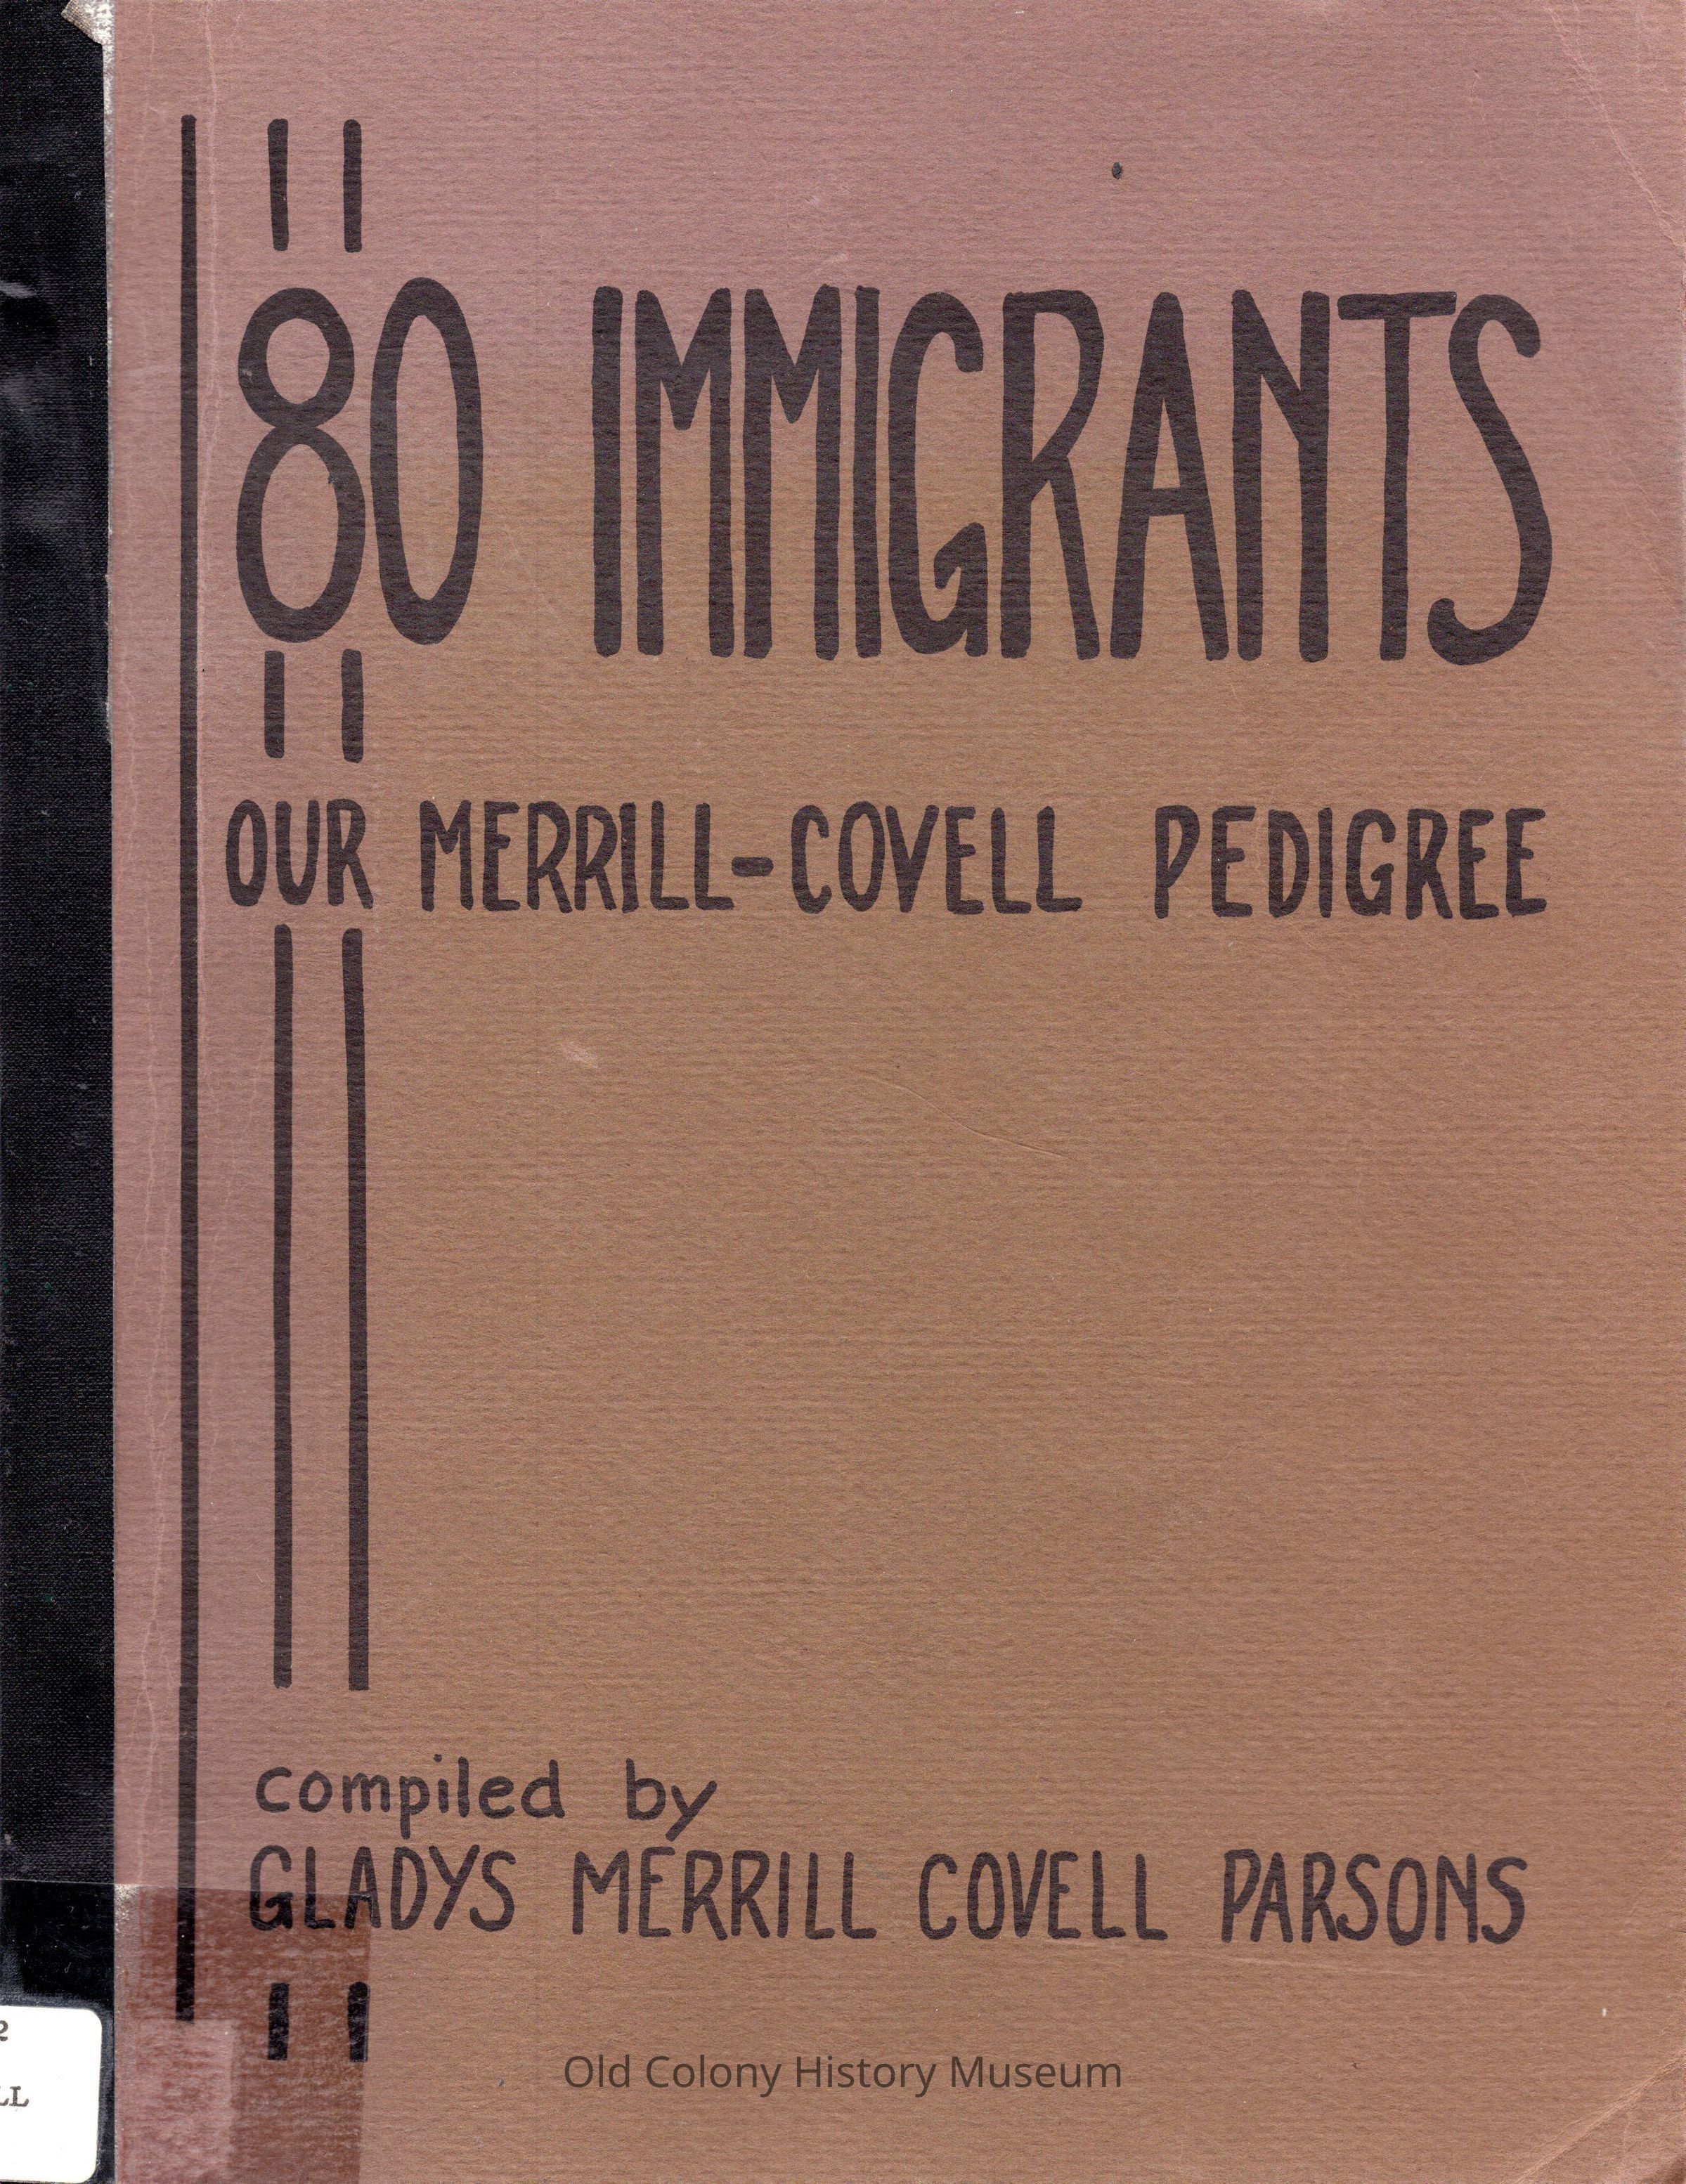 80 IMMIGRANTS
OUR MERRILL-COVELL PEDIGREE
compiled by
GLADYS MERRILL COVELL PARSONS
Old Colony History Museum